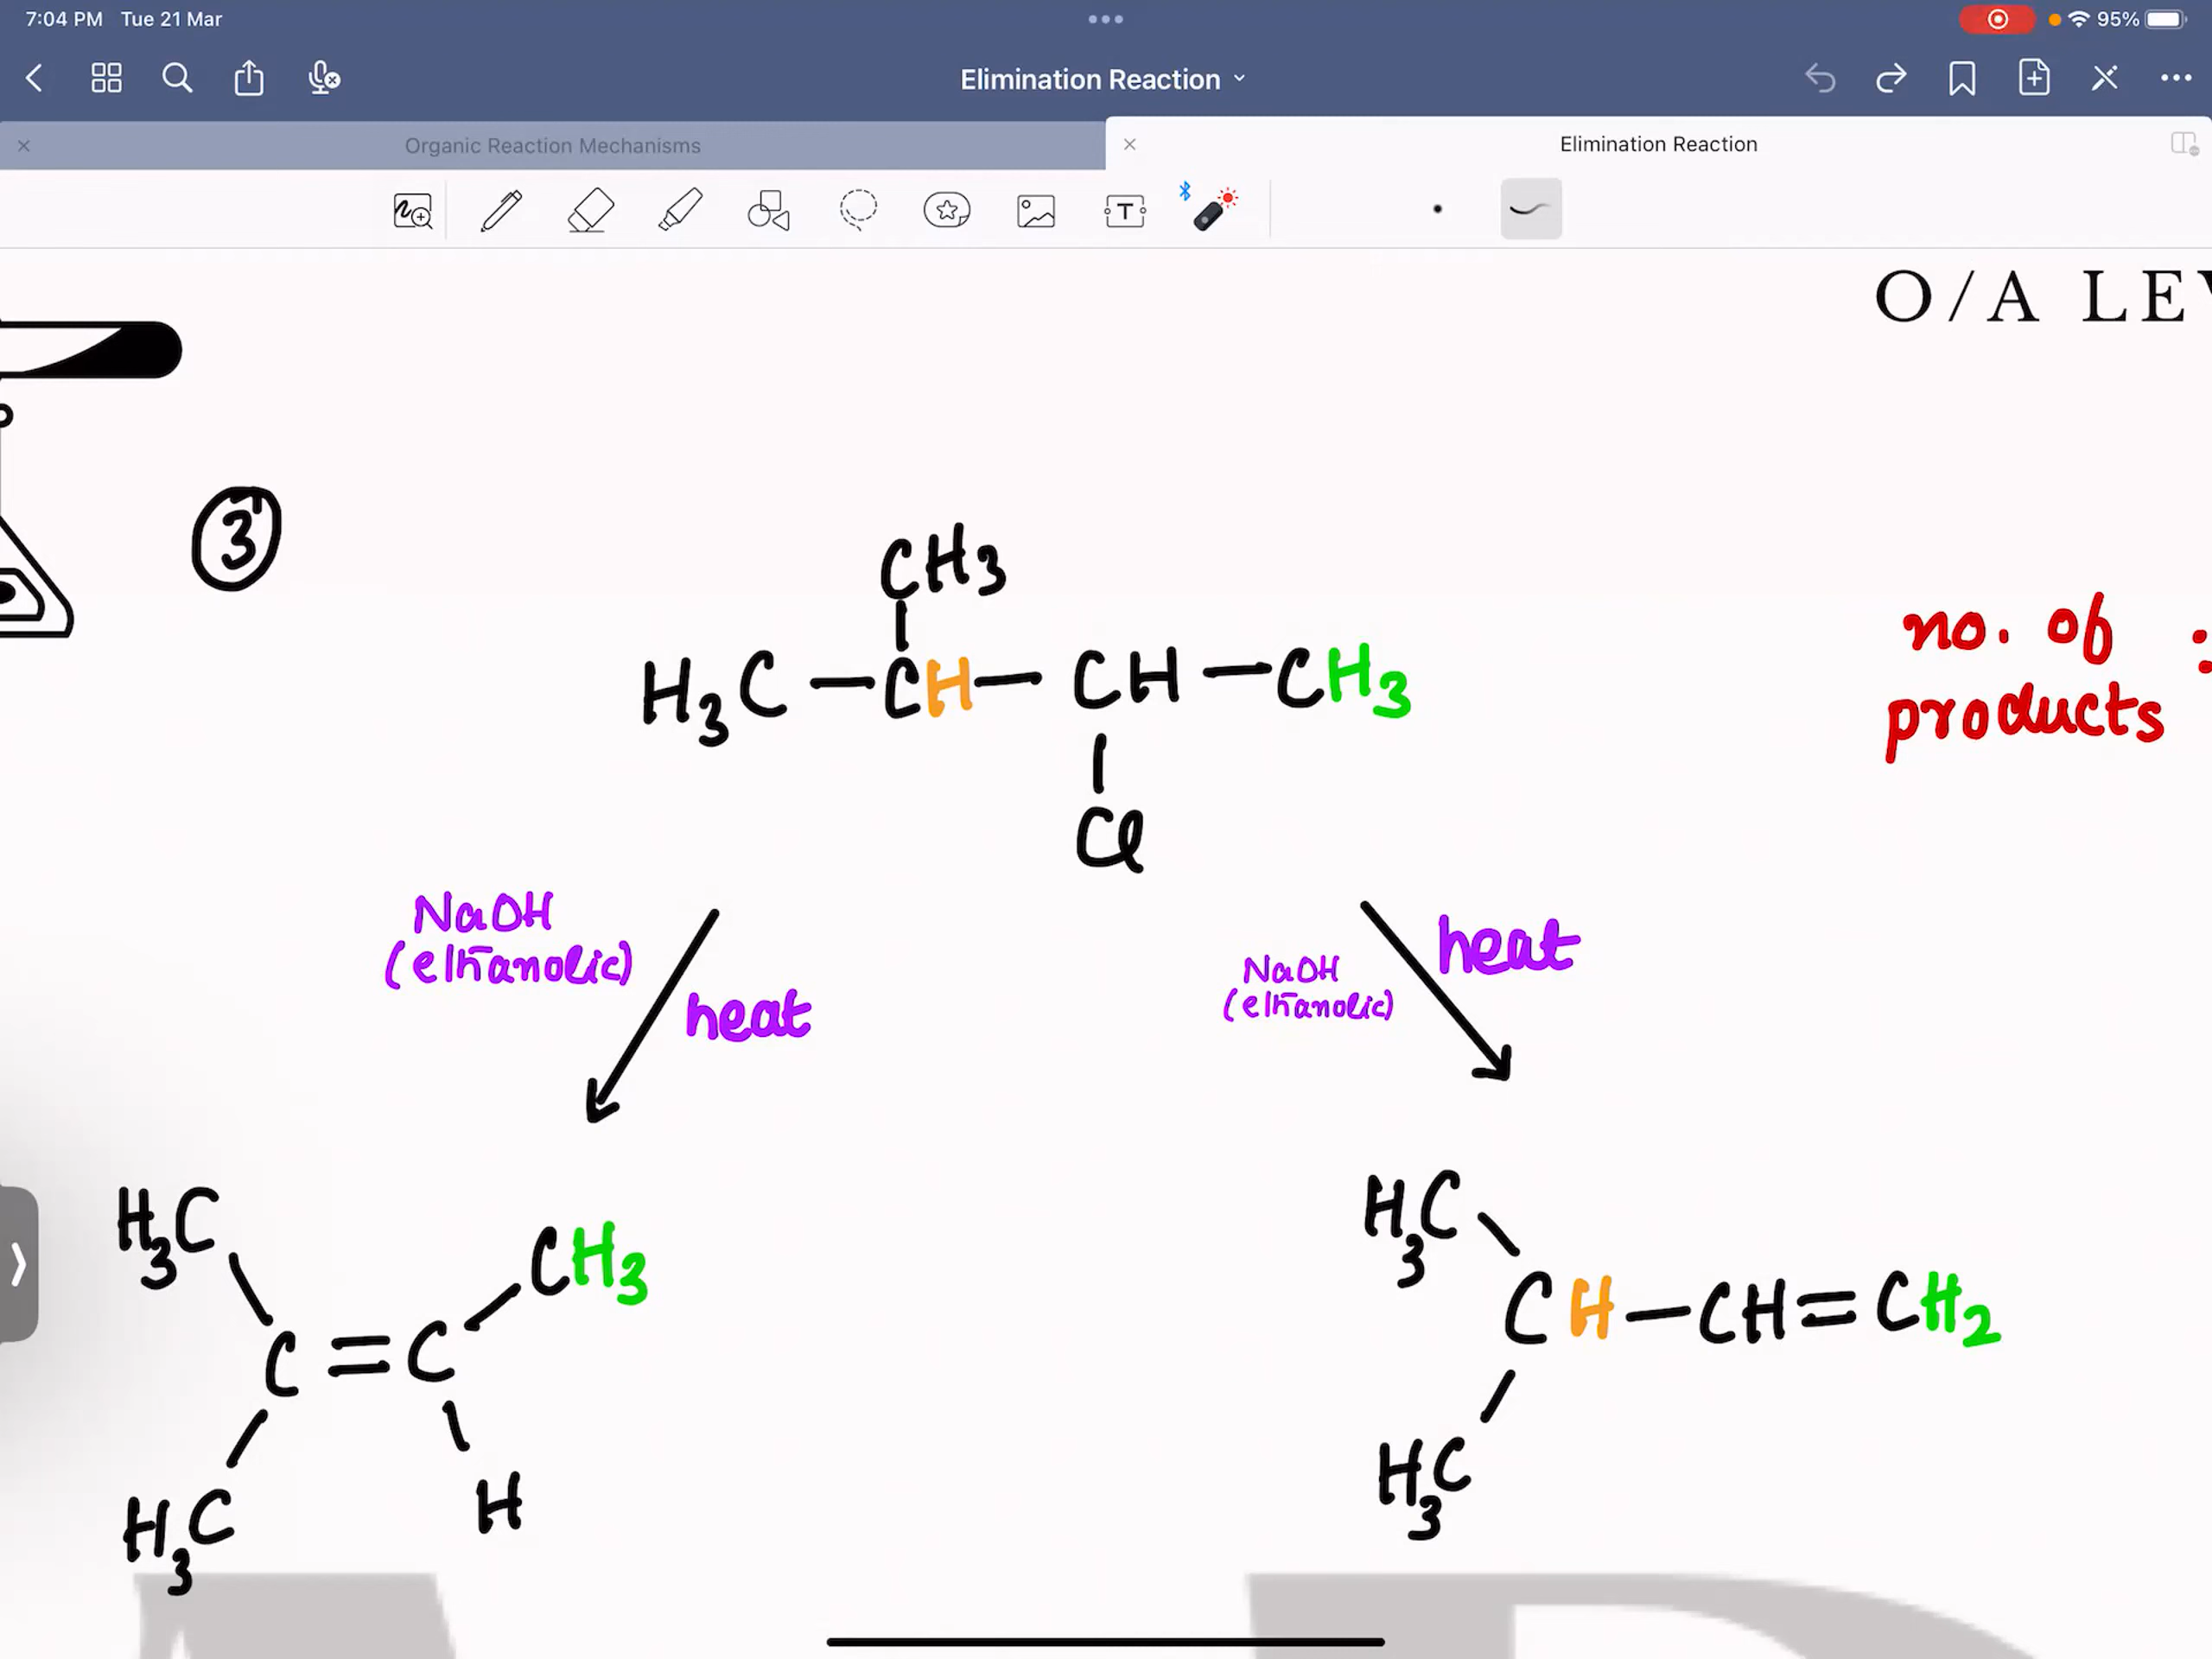 7:04 PM Tue 21 Mar
95%
Elimination Reaction
Organic Reaction Mechanisms
Elimination Reaction
T
O/A LEV
3
CH3
H3C — CH — CH — CH3
Cl
no. of :
products
NaOH
(ethanolic)
heat
NaOH
(ethanolic)
heat
H3C
CH3
C = C
H3C
H
H3C
CH — CH = CH2
H3C